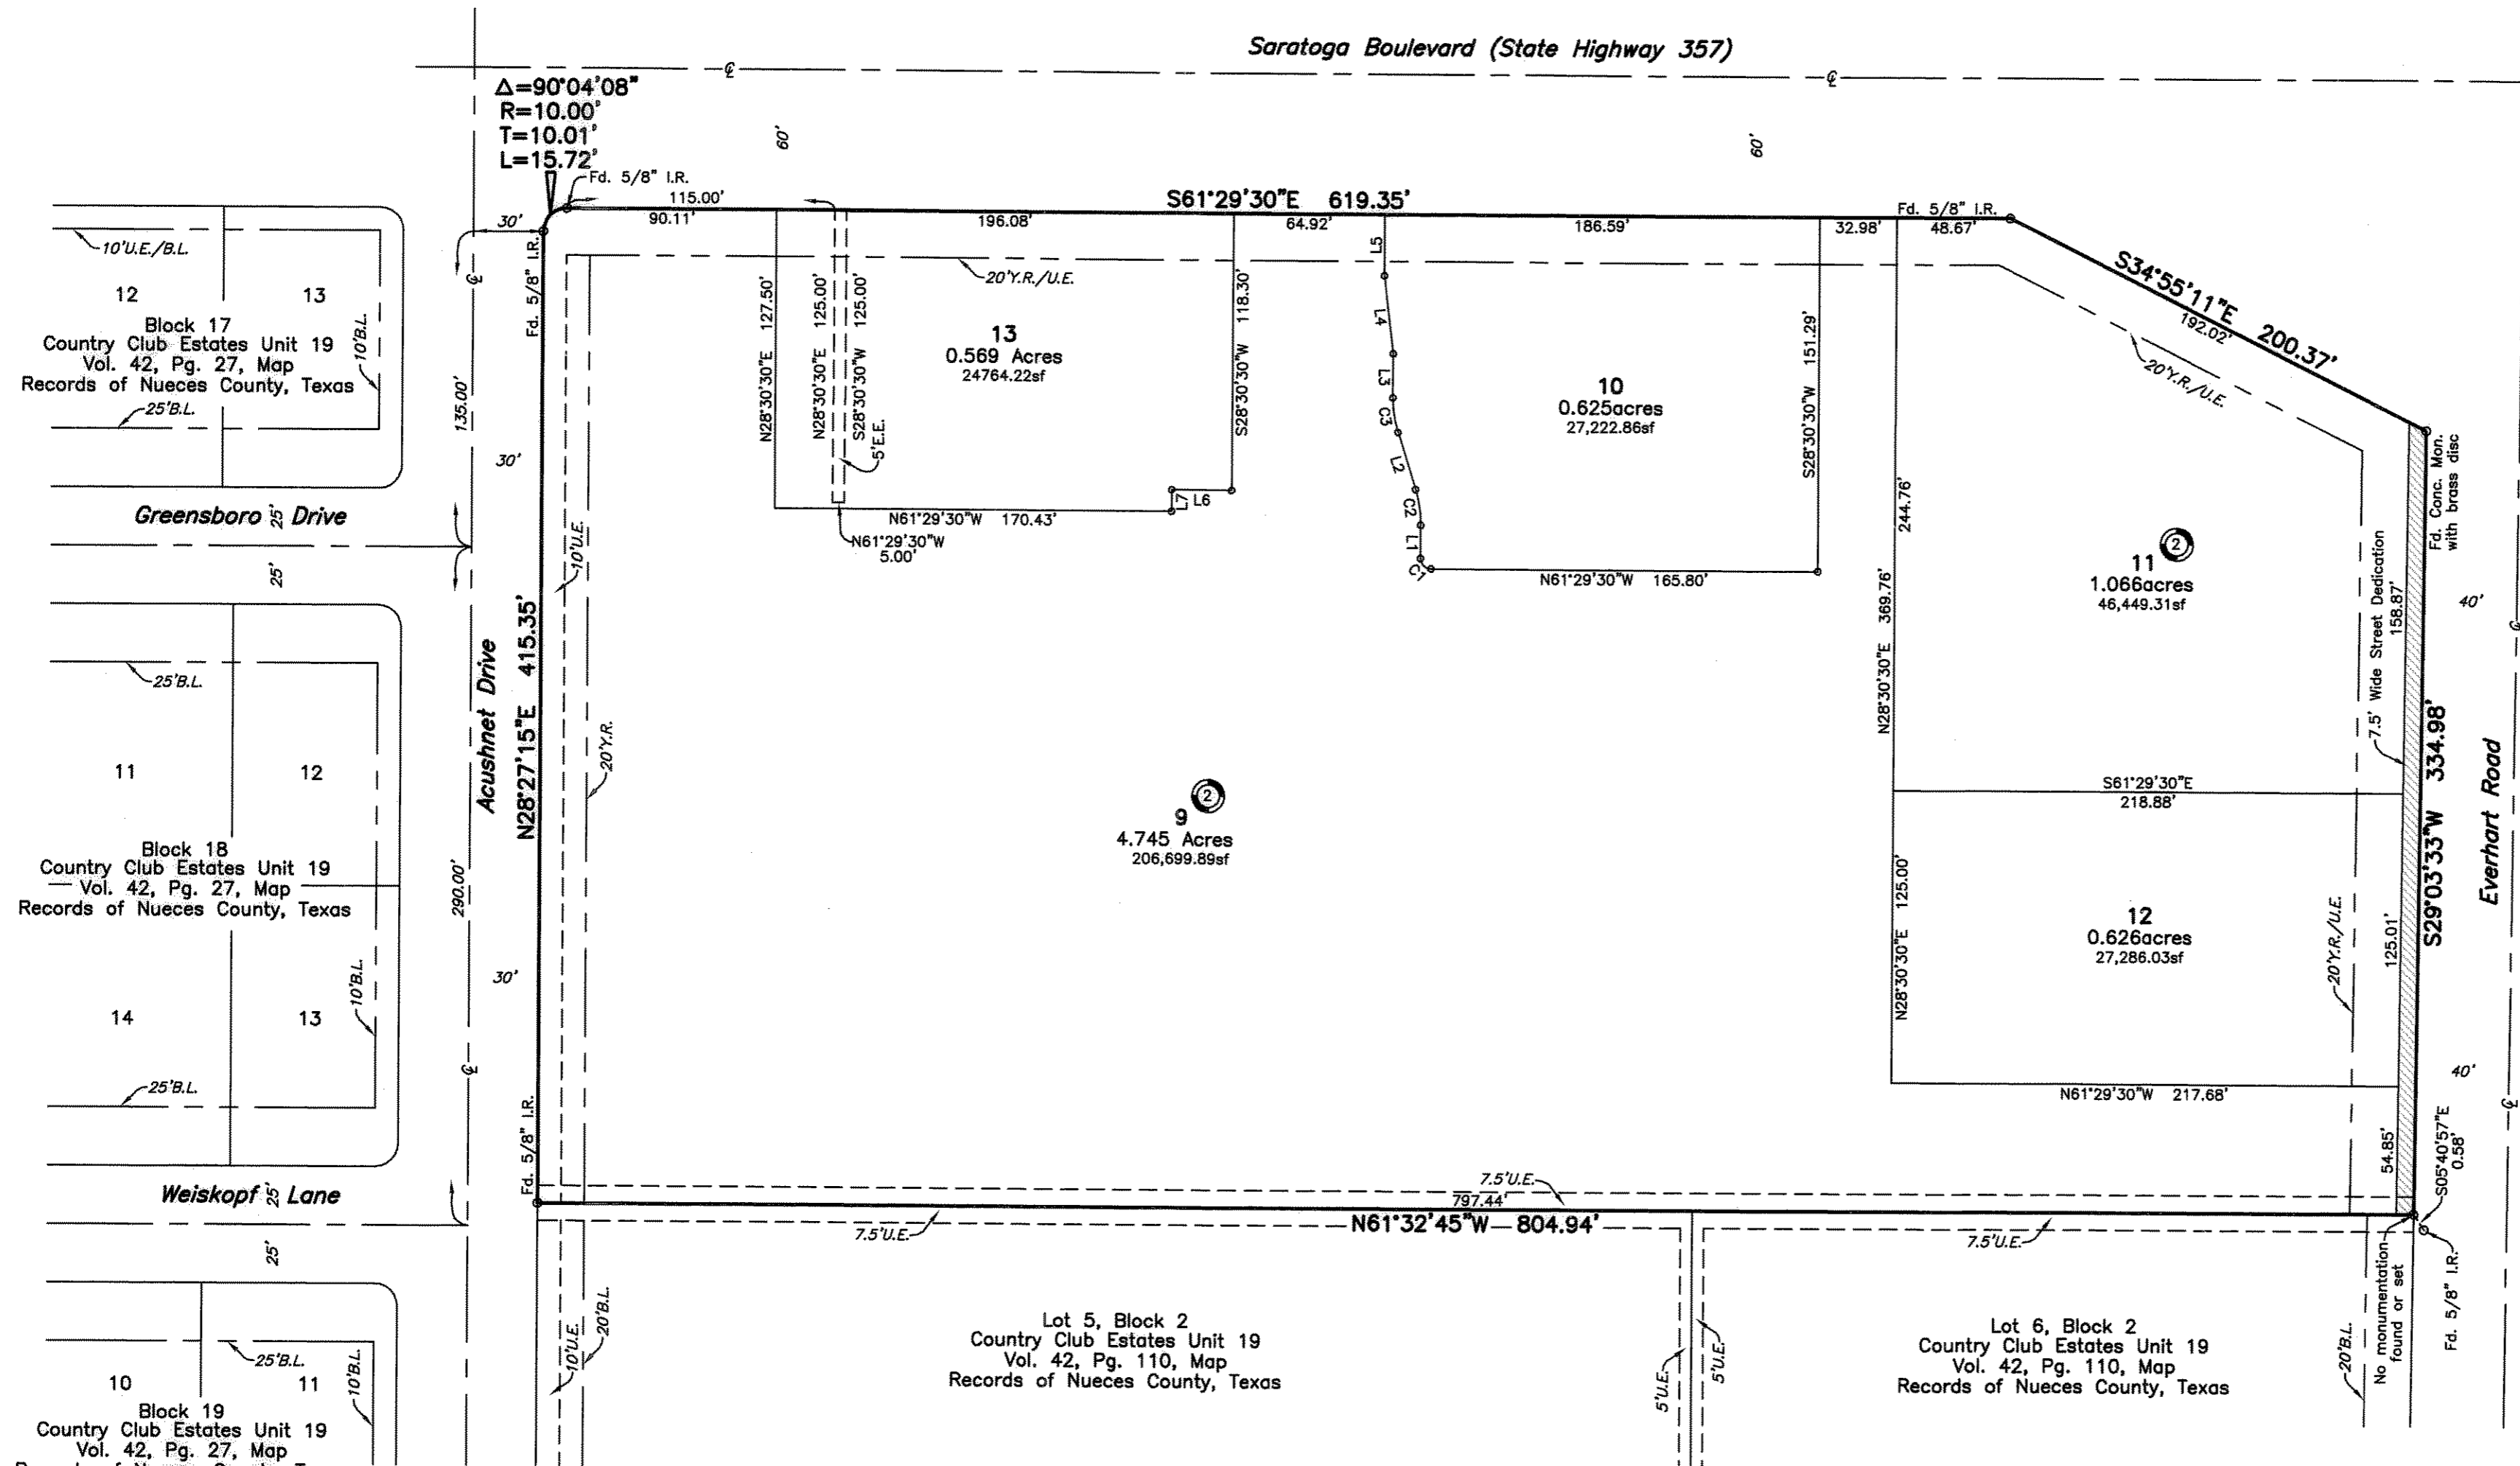 Saratoga Boulevard (State Highway 357)
Δ=90°04'08"
R=10.00'
T=10.01'
L=15.72'
60'
60'
Fd. 5/8" I.R.
115.00'
S61°29'30"E 619.35'
Fd. 5/8" I.R.
30'
90.11'
196.08'
64.92'
186.59'
32.98'
48.67'
S34°55'11"E 200.37'
192.02'
20'Y.R./U.E.
10'U.E./B.L.
12
13
Block 17
Country Club Estates Unit 19
Vol. 42, Pg. 27, Map
Records of Nueces County, Texas
10'B.L.
25'B.L.
Fd. 5/8" I.R.
135.00'
30'
20'Y.R./U.E.
N28°30'30"E 127.50'
N28°30'30"E 125.00'
S28°30'30"W 125.00'
5'E.E.
13
0.569 Acres
24764.22sf
S28°30'30"W 118.30'
L7
L6
N61°29'30"W 170.43'
N61°29'30"W
5.00'
L5
L4
L3
C3
L2
C2
L1
C1
10
0.625acres
27,222.86sf
S28°30'30"W 151.29'
N61°29'30"W 165.80'
244.76'
N28°30'30"E 369.76'
2
11
1.066acres
46,449.31sf
7.5' Wide Street Dedication
158.87'
Fd. Conc. Mon.
with brass disc
40'
Greensboro Drive
25'
25'
10'U.E.
N28°27'15"E 415.35'
Acushnet Drive
20'Y.R.
25'B.L.
11
12
Block 18
Country Club Estates Unit 19
Vol. 42, Pg. 27, Map
Records of Nueces County, Texas
290.00'
14
13
10'B.L.
25'B.L.
30'
2
9
4.745 Acres
206,699.89sf
S61°29'30"E
218.88'
S29°03'33"W 334.98'
Everhart Road
N28°30'30"E 125.00'
12
0.626acres
27,286.03sf
20'Y.R./U.E.
125.01'
40'
N61°29'30"W 217.68'
54.85'
S05°40'57"E
0.58'
Fd. 5/8" I.R.
Weiskopf Lane
25'
25'
7.5'U.E.
797.44'
N61°32'45"W 804.94'
7.5'U.E.
7.5'U.E.
No monumentation
found or set
Fd. 5/8" I.R.
20'B.L.
25'B.L.
10
11
10'B.L.
Block 19
Country Club Estates Unit 19
Vol. 42, Pg. 27, Map
10'U.E.
20'B.L.
Lot 5, Block 2
Country Club Estates Unit 19
Vol. 42, Pg. 110, Map
Records of Nueces County, Texas
5'U.E.
5'U.E.
Lot 6, Block 2
Country Club Estates Unit 19
Vol. 42, Pg. 110, Map
Records of Nueces County, Texas